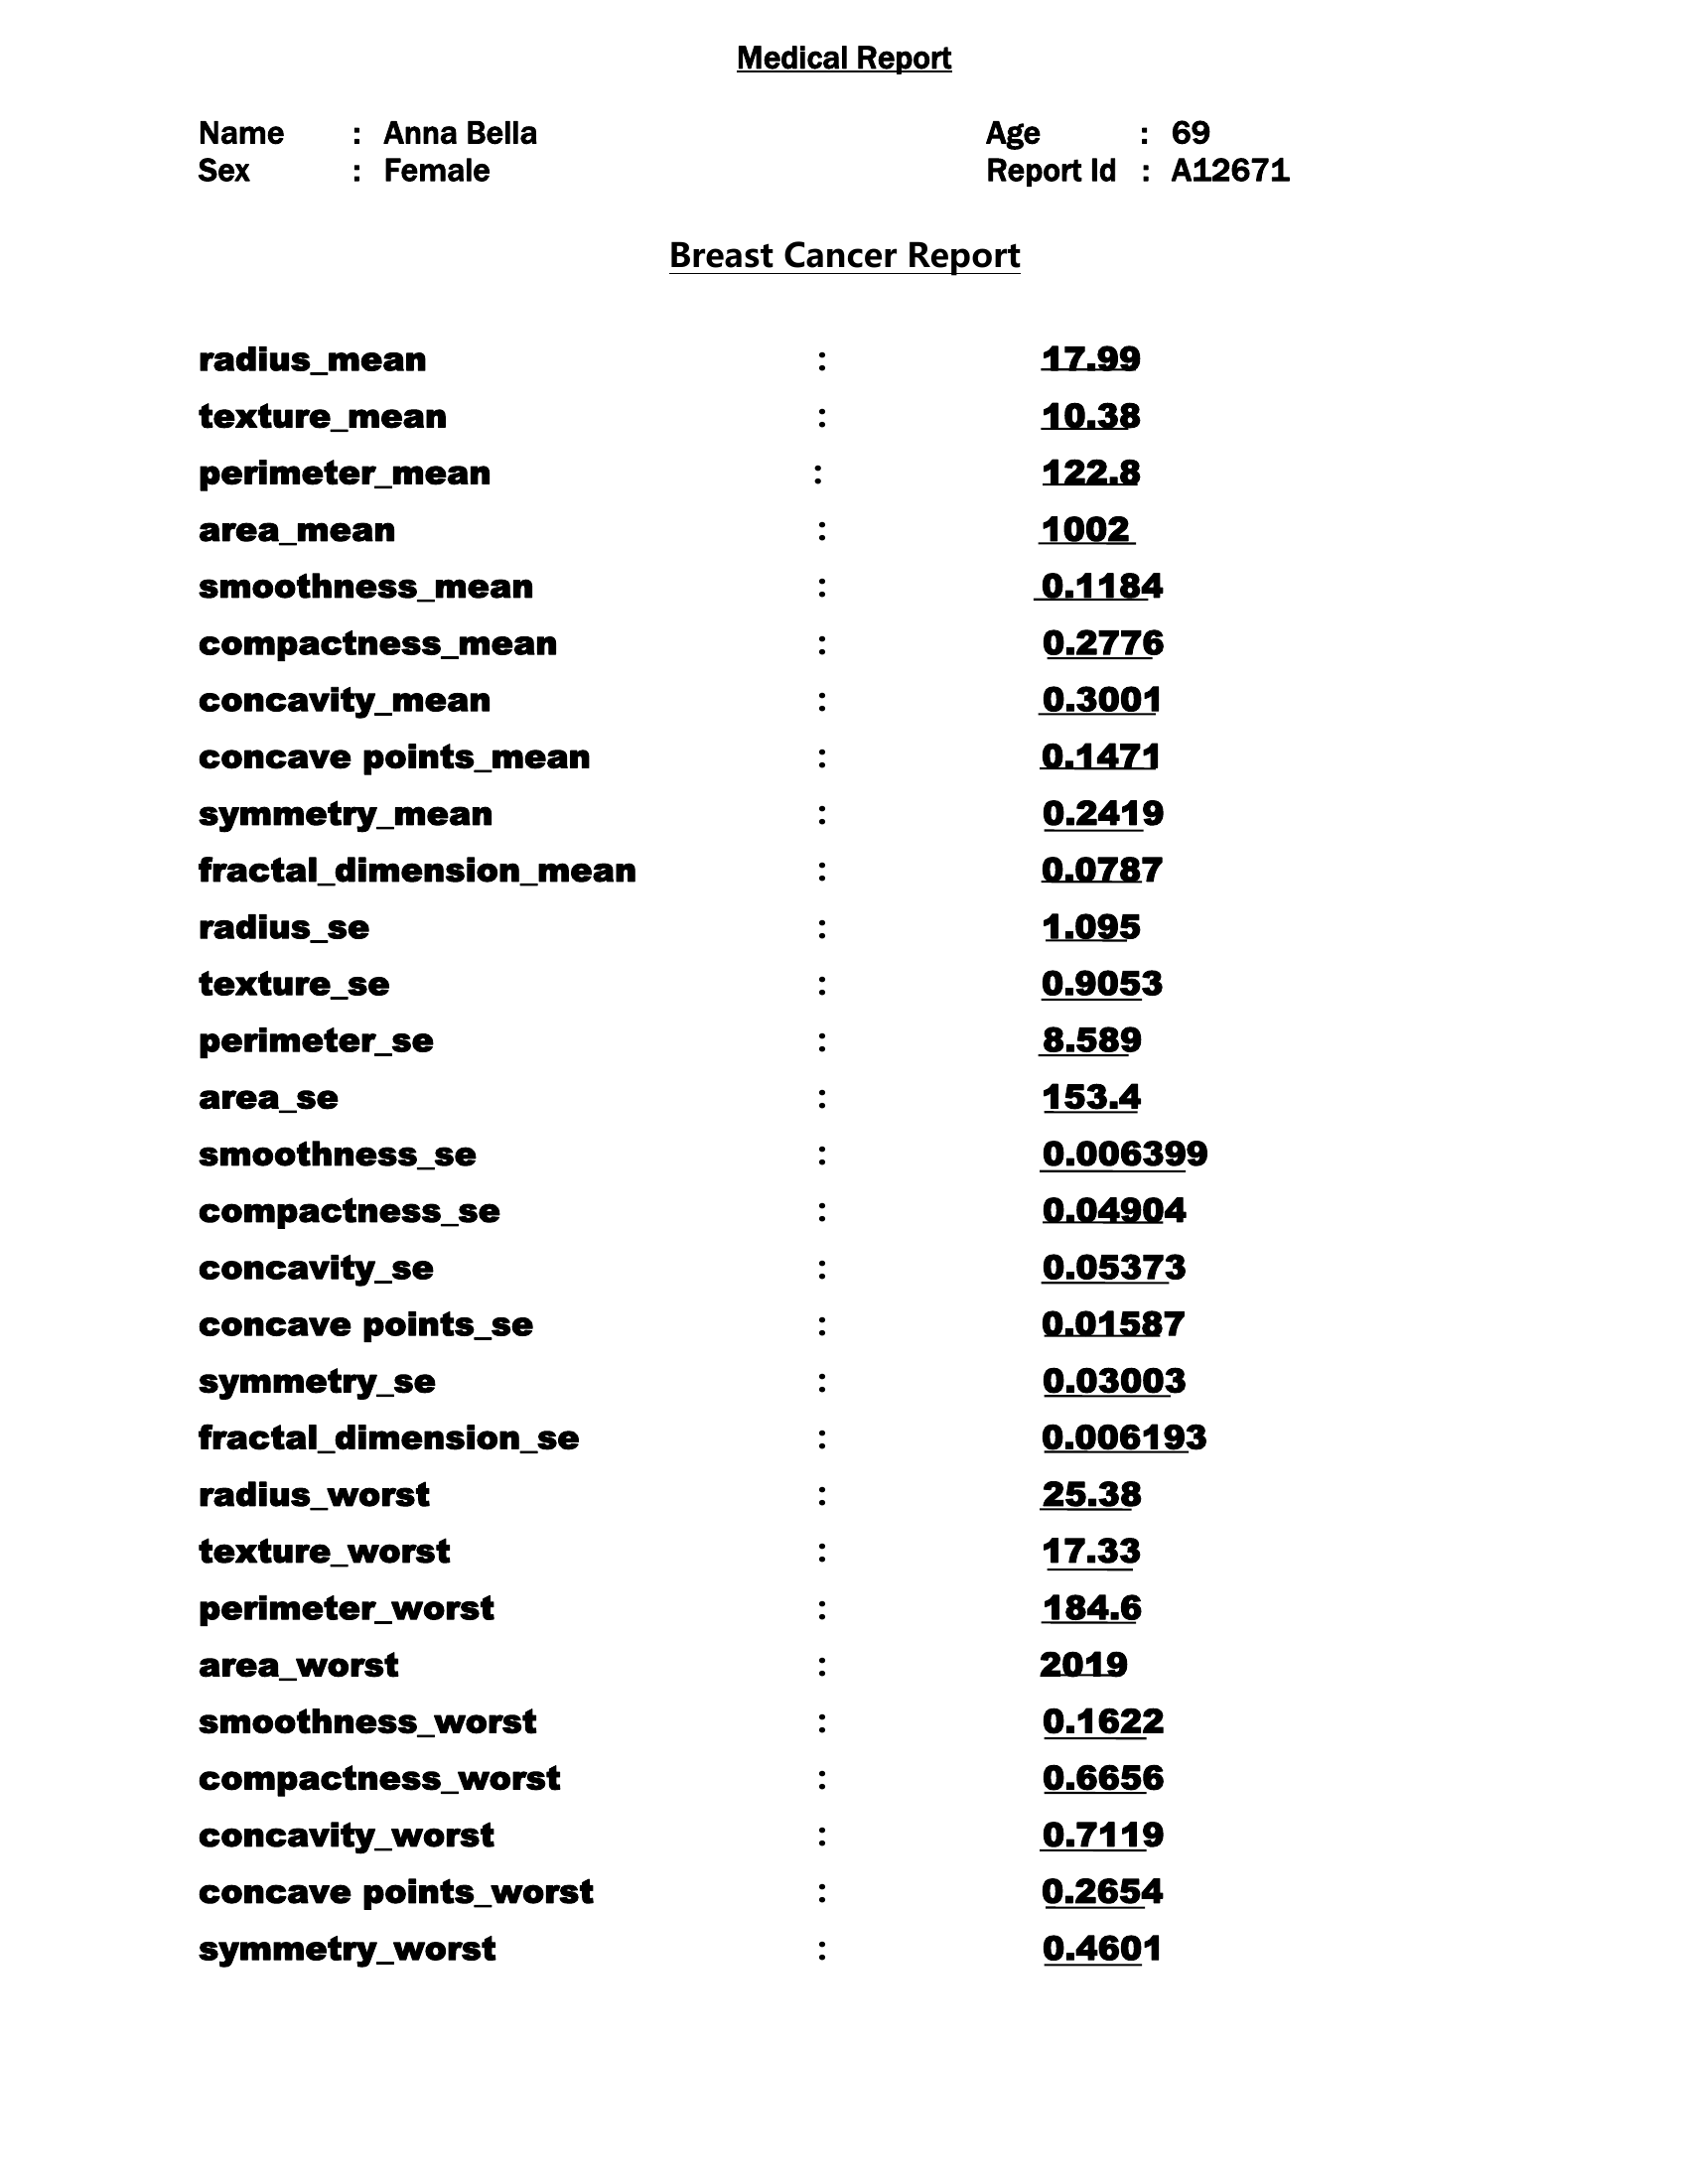 Medical Report
Name : Anna Bella Age : 69
Sex : Female Report Id : A12671
Breast Cancer Report
radius_mean : 17.99
texture_mean : 10.38
perimeter_mean : 122.8
area_mean : 1002
smoothness_mean : 0.1184
compactness_mean : 0.2776
concavity_mean : 0.3001
concave points_mean : 0.1471
symmetry_mean : 0.2419
fractal_dimension_mean : 0.0787
radius_se : 1.095
texture_se : 0.9053
perimeter_se : 8.589
area_se : 153.4
smoothness_se : 0.006399
compactness_se : 0.04904
concavity_se : 0.05373
concave points_se : 0.01587
symmetry_se : 0.03003
fractal_dimension_se : 0.006193
radius_worst : 25.38
texture_worst : 17.33
perimeter_worst : 184.6
area_worst : 2019
smoothness_worst : 0.1622
compactness_worst : 0.6656
concavity_worst : 0.7119
concave points_worst : 0.2654
symmetry_worst : 0.4601